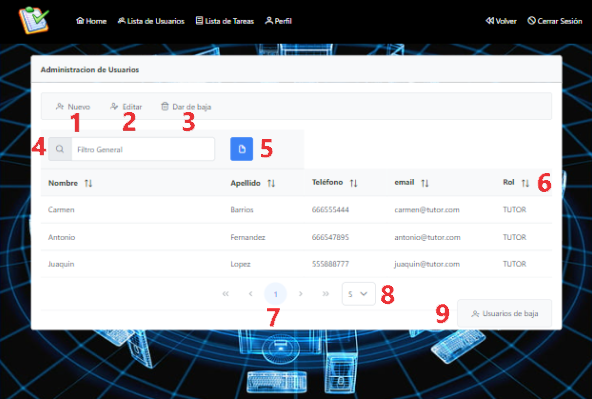 Home Lista de Usuarios Lista de Tareas Perfil Volver Cerrar Sesión
Administracion de Usuarios
Nuevo Editar Dar de baja
1 2 3
4 Filtro General 5
Nombre Apellido Teléfono email Rol 6
Carmen Barrios 666555444 carmen@tutor.com TUTOR
Antonio Fernandez 666547895 antonio@tutor.com TUTOR
Juaquin Lopez 555888777 juaquin@tutor.com TUTOR
« ‹ 1 › » 5 8
7
9 Usuarios de baja